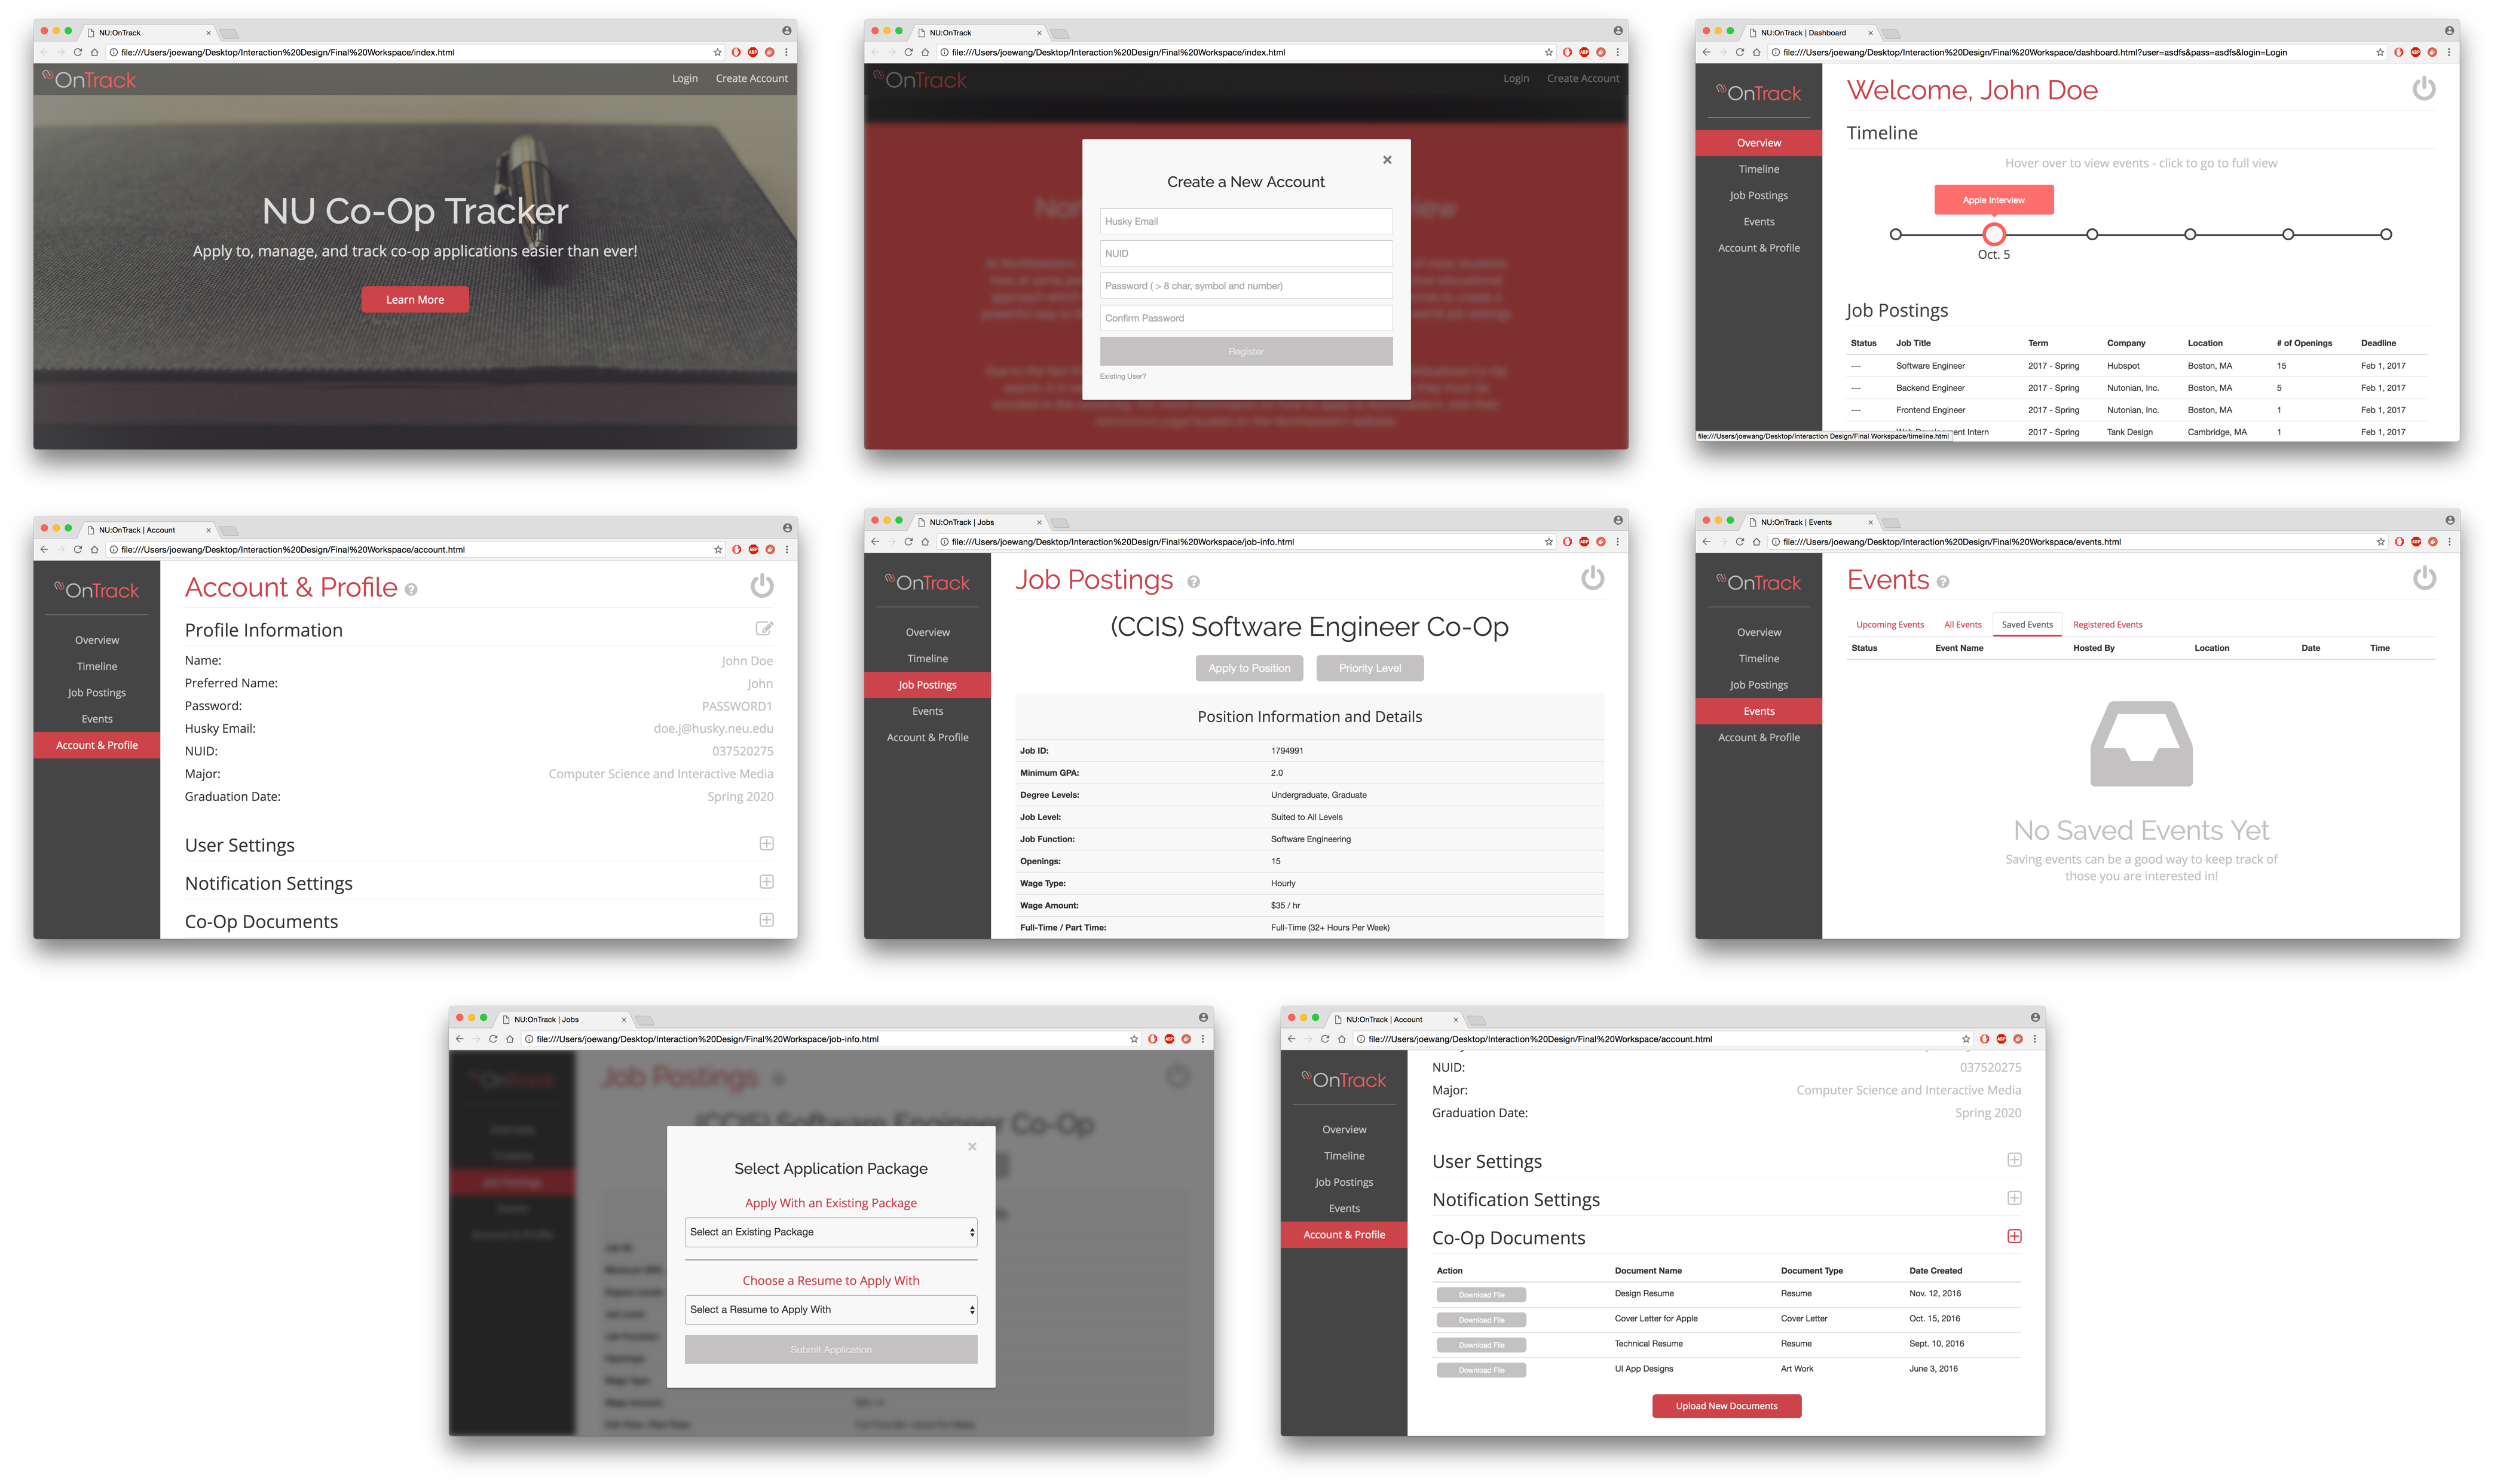 NU:OnTrack
file:///Users/joewang/Desktop/Interaction%20Design/Final%20Workspace/index.html
OnTrack
Login Create Account
NU Co-Op Tracker
Apply to, manage, and track co-op applications easier than ever!
Learn More
NU:OnTrack
file:///Users/joewang/Desktop/Interaction%20Design/Final%20Workspace/index.html
OnTrack
Login Create Account
Create a New Account
Husky Email
NUID
Password ( > 8 char, symbol and number)
Confirm Password
Register
Existing User?
NU:OnTrack | Dashboard
file:///Users/joewang/Desktop/Interaction%20Design/Final%20Workspace/dashboard.html?user=asdfs&pass=asdfs&login=Login
OnTrack
Overview
Timeline
Job Postings
Events
Account & Profile
Welcome, John Doe
Timeline
Hover over to view events - click to go to full view
Apple Interview
Oct. 5
Job Postings
Status Job Title Term Company Location # of Openings Deadline
--- Software Engineer 2017 - Spring Hubspot Boston, MA 15 Feb 1, 2017
--- Backend Engineer 2017 - Spring Nutonian, Inc. Boston, MA 5 Feb 1, 2017
--- Frontend Engineer 2017 - Spring Nutonian, Inc. Boston, MA 1 Feb 1, 2017
Intern 2017 - Spring Tank Design Cambridge, MA 1 Feb 1, 2017
file:///Users/joewang/Desktop/Interaction Design/Final Workspace/timeline.html
NU:OnTrack | Account
file:///Users/joewang/Desktop/Interaction%20Design/Final%20Workspace/account.html
OnTrack
Overview
Timeline
Job Postings
Events
Account & Profile
Account & Profile ?
Profile Information
Name: John Doe
Preferred Name: John
Password: PASSWORD1
Husky Email: doe.j@husky.neu.edu
NUID: 037520275
Major: Computer Science and Interactive Media
Graduation Date: Spring 2020
User Settings
Notification Settings
Co-Op Documents
NU:OnTrack | Jobs
file:///Users/joewang/Desktop/Interaction%20Design/Final%20Workspace/job-info.html
OnTrack
Overview
Timeline
Job Postings
Events
Account & Profile
Job Postings ?
(CCIS) Software Engineer Co-Op
Apply to Position Priority Level
Position Information and Details
Job ID: 1794991
Minimum GPA: 2.0
Degree Levels: Undergraduate, Graduate
Job Level: Suited to All Levels
Job Function: Software Engineering
Openings: 15
Wage Type: Hourly
Wage Amount: $35 / hr
Full-Time / Part Time: Full-Time (32+ Hours Per Week)
NU:OnTrack | Events
file:///Users/joewang/Desktop/Interaction%20Design/Final%20Workspace/events.html
OnTrack
Overview
Timeline
Job Postings
Events
Account & Profile
Events ?
Upcoming Events All Events Saved Events Registered Events
Status Event Name Hosted By Location Date Time
No Saved Events Yet
Saving events can be a good way to keep track of
those you are interested in!
NU:OnTrack | Jobs
file:///Users/joewang/Desktop/Interaction%20Design/Final%20Workspace/job-info.html
Job Postings
(CCIS) Software Engineer Co-Op
Select Application Package
Apply With an Existing Package
Select an Existing Package
Choose a Resume to Apply With
Select a Resume to Apply With
Submit Application
NU:OnTrack | Account
file:///Users/joewang/Desktop/Interaction%20Design/Final%20Workspace/account.html
OnTrack
Overview
Timeline
Job Postings
Events
Account & Profile
NUID: 037520275
Major: Computer Science and Interactive Media
Graduation Date: Spring 2020
User Settings
Notification Settings
Co-Op Documents
Action Document Name Document Type Date Created
Download File Design Resume Resume Nov. 12, 2016
Download File Cover Letter for Apple Cover Letter Oct. 15, 2016
Download File Technical Resume Resume Sept. 10, 2016
Download File UI App Designs Art Work June 3, 2016
Upload New Documents